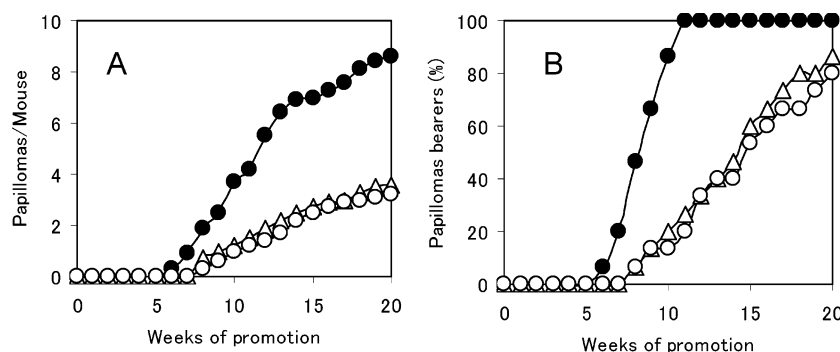 A
Papillomas/Mouse
10
8
6
4
2
0
0 5 10 15 20
Weeks of promotion
B
Papillomas bearers (%)
100
80
60
40
20
0
0 5 10 15 20
Weeks of promotion